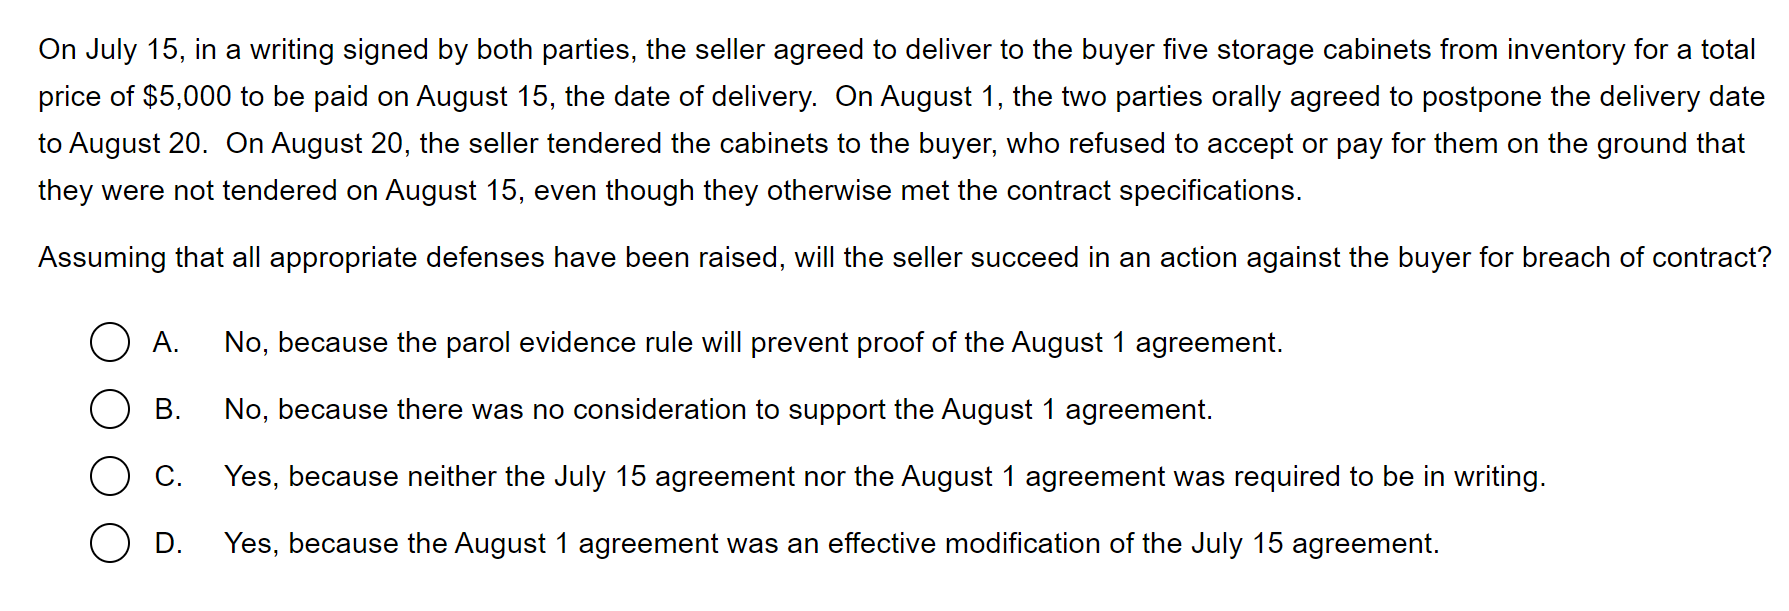 On July 15, in a writing signed by both parties, the seller agreed to deliver to the buyer five storage cabinets from inventory for a total
price of $5,000 to be paid on August 15, the date of delivery.  On August 1, the two parties orally agreed to postpone the delivery date
to August 20.  On August 20, the seller tendered the cabinets to the buyer, who refused to accept or pay for them on the ground that
they were not tendered on August 15, even though they otherwise met the contract specifications.
Assuming that all appropriate defenses have been raised, will the seller succeed in an action against the buyer for breach of contract?
A. No, because the parol evidence rule will prevent proof of the August 1 agreement.
B. No, because there was no consideration to support the August 1 agreement.
C. Yes, because neither the July 15 agreement nor the August 1 agreement was required to be in writing.
D. Yes, because the August 1 agreement was an effective modification of the July 15 agreement.